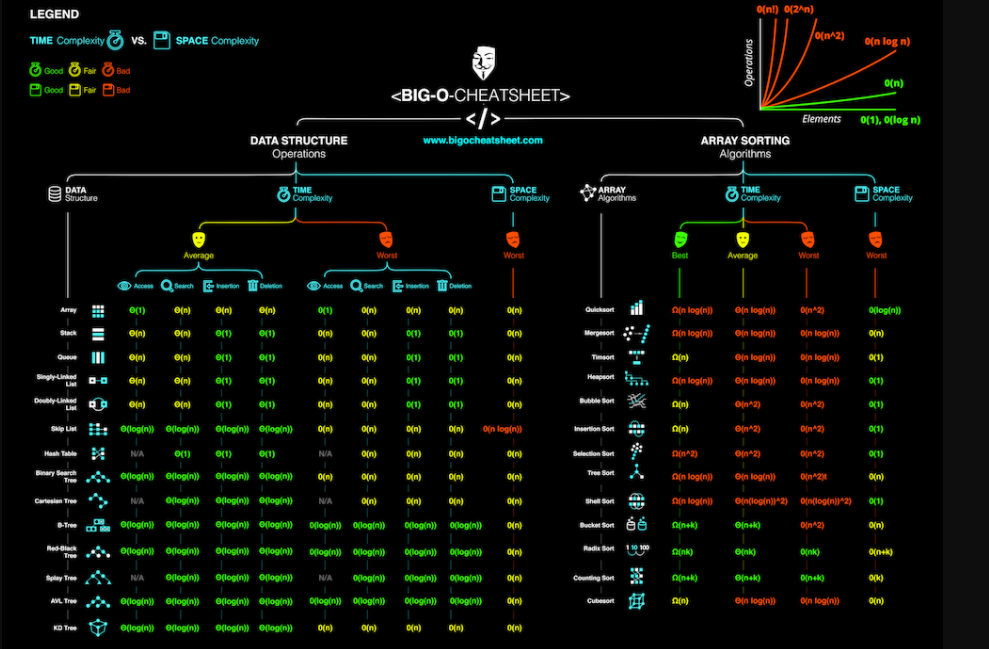 LEGEND
TIME Complexity VS. SPACE Complexity
Good Fair Bad
Good Fair Bad
0(n!) 0(2^n)
0(n^2)
0(n log n)
0(n)
0(1), 0(log n)
Operations
Elements
<BIG-O-CHEATSHEET>
</>
www.bigocheatsheet.com
DATA STRUCTURE
Operations
ARRAY SORTING
Algorithms
DATA
Structure
TIME
Complexity
SPACE
Complexity
Average
Worst
Worst
Access Search Insertion Deletion Access Search Insertion Deletion
Array Θ(1) Θ(n) Θ(n) Θ(n) 0(1) 0(n) 0(n) 0(n) 0(n)
Stack Θ(n) Θ(n) Θ(1) Θ(1) 0(n) 0(n) 0(1) 0(1) 0(n)
Queue Θ(n) Θ(n) Θ(1) Θ(1) 0(n) 0(n) 0(1) 0(1) 0(n)
Singly-Linked
List Θ(n) Θ(n) Θ(1) Θ(1) 0(n) 0(n) 0(1) 0(1) 0(n)
Doubly-Linked
List Θ(n) Θ(n) Θ(1) Θ(1) 0(n) 0(n) 0(1) 0(1) 0(n)
Skip List Θ(log(n)) Θ(log(n)) Θ(log(n)) Θ(log(n)) 0(n) 0(n) 0(n) 0(n) 0(n log(n))
Hash Table N/A Θ(1) Θ(1) Θ(1) N/A 0(n) 0(n) 0(n) 0(n)
Binary Search
Tree Θ(log(n)) Θ(log(n)) Θ(log(n)) Θ(log(n)) 0(n) 0(n) 0(n) 0(n) 0(n)
Cartesian Tree N/A Θ(log(n)) Θ(log(n)) Θ(log(n)) N/A 0(n) 0(n) 0(n) 0(n)
B-Tree Θ(log(n)) Θ(log(n)) Θ(log(n)) Θ(log(n)) 0(log(n)) 0(log(n)) 0(log(n)) 0(log(n)) 0(n)
Red-Black
Tree Θ(log(n)) Θ(log(n)) Θ(log(n)) Θ(log(n)) 0(log(n)) 0(log(n)) 0(log(n)) 0(log(n)) 0(n)
Splay Tree N/A Θ(log(n)) Θ(log(n)) Θ(log(n)) N/A 0(log(n)) 0(log(n)) 0(log(n)) 0(n)
AVL Tree Θ(log(n)) Θ(log(n)) Θ(log(n)) Θ(log(n)) 0(log(n)) 0(log(n)) 0(log(n)) 0(log(n)) 0(n)
KD Tree Θ(log(n)) Θ(log(n)) Θ(log(n)) Θ(log(n)) 0(n) 0(n) 0(n) 0(n) 0(n)
ARRAY
Algorithms
TIME
Complexity
SPACE
Complexity
Best Average Worst Worst
Quicksort Ω(n log(n)) Θ(n log(n)) 0(n^2) 0(log(n))
Mergesort Ω(n log(n)) Θ(n log(n)) 0(n log(n)) 0(n)
Timsort Ω(n) Θ(n log(n)) 0(n log(n)) 0(1)
Heapsort Ω(n log(n)) Θ(n log(n)) 0(n log(n)) 0(1)
Bubble Sort Ω(n) Θ(n^2) 0(n^2) 0(1)
Insertion Sort Ω(n) Θ(n^2) 0(n^2) 0(1)
Selection Sort Ω(n^2) Θ(n^2) 0(n^2) 0(1)
Tree Sort Ω(n log(n)) Θ(n log(n)) 0(n^2)t 0(n)
Shell Sort Ω(n log(n)) Θ(n(log(n))^2) 0(n(log(n))^2) 0(1)
Bucket Sort Ω(n+k) Θ(n+k) 0(n^2) 0(n)
Radix Sort 1 10 100 Ω(nk) Θ(nk) 0(nk) 0(n+k)
Counting Sort Ω(n+k) Θ(n+k) 0(n+k) 0(k)
Cubesort Ω(n) Θ(n log(n)) 0(n log(n)) 0(n)